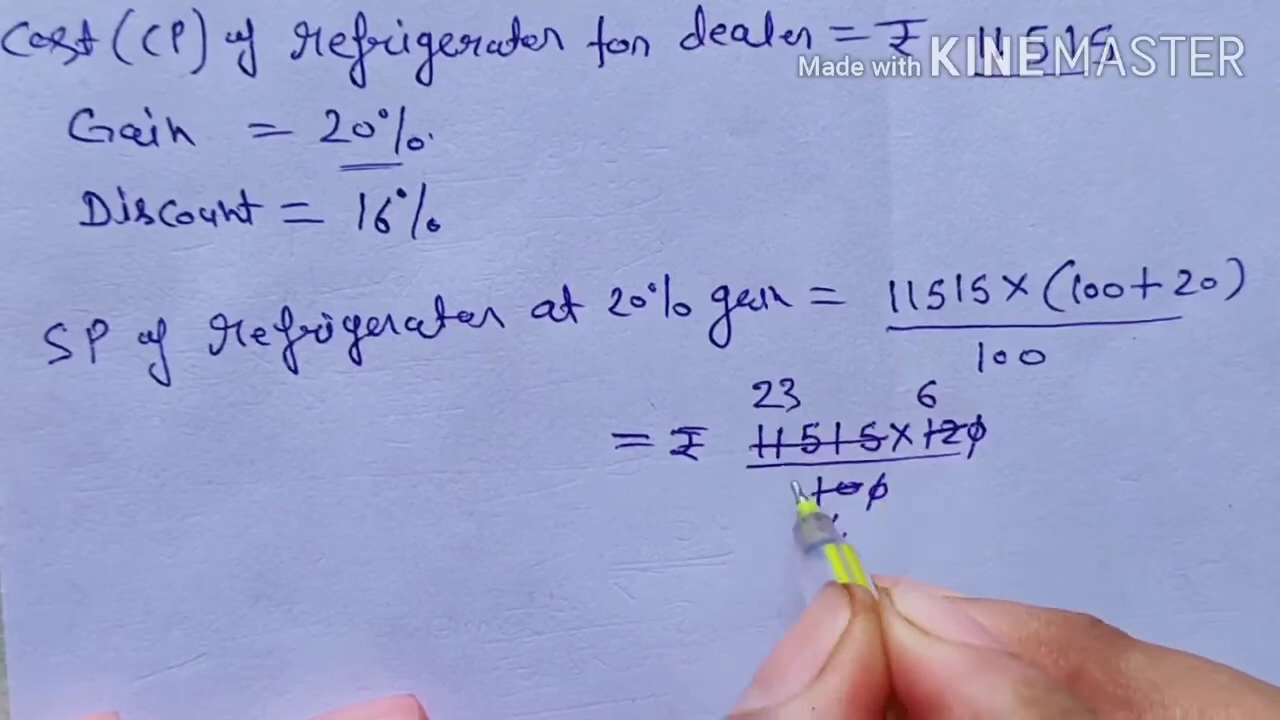 Cost (CP) of refrigerator for dealer = ₹ 11515
Made with KINEMASTER
Gain = 20%.
Discount = 16%
SP of refrigerator at 20% gain = 11515 × (100 + 20)
100
23 6
= ₹ 11515 × 120
100